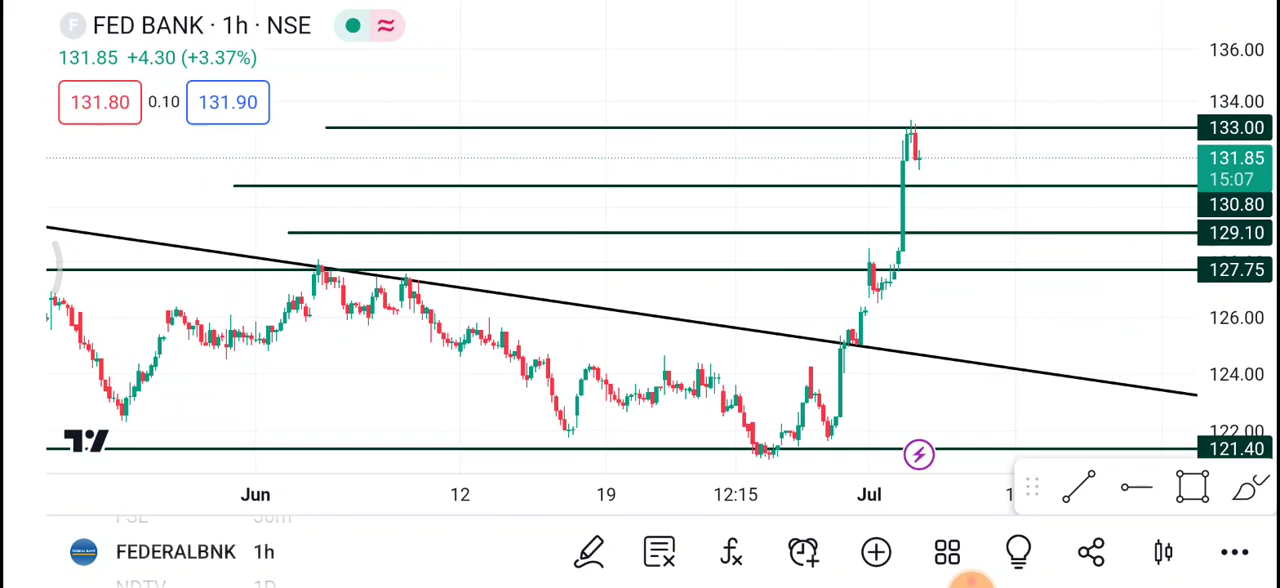 F FED BANK · 1h · NSE
131.85 +4.30 (+3.37%)
131.80 0.10 131.90
136.00
134.00
133.00
131.85
15:07
130.80
129.10
127.75
126.00
124.00
122.00
121.40
Jun 12 19 12:15 Jul
FEDERALBNK 1h